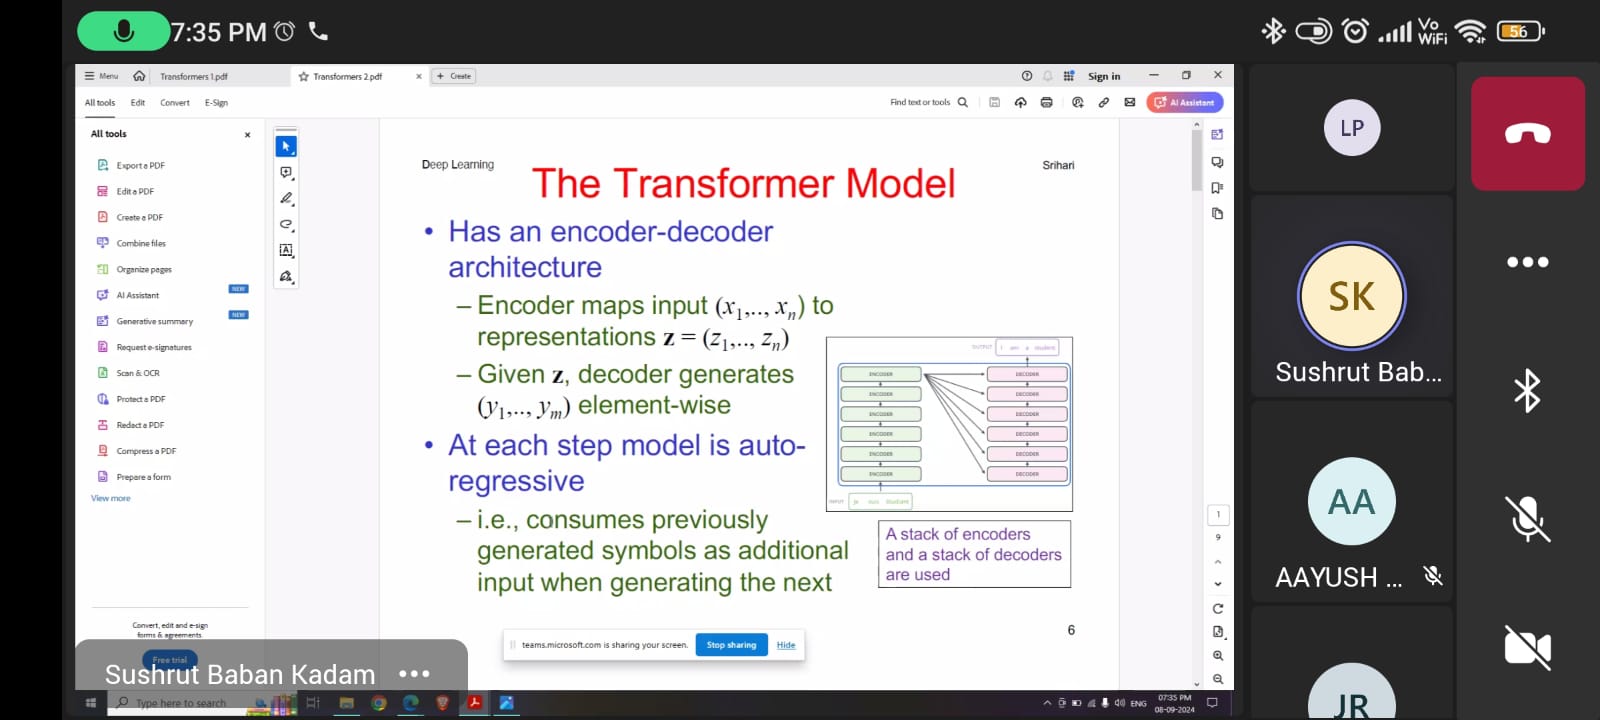 7:35 PM
Vo
WiFi
56
Menu
Transformers 1.pdf
Transformers 2.pdf
×
+ Create
Sign in
All tools
Edit
Convert
E-Sign
Find text or tools
AI Assistant
All tools
×
Export a PDF
Edit a PDF
Create a PDF
Combine files
Organize pages
AI Assistant
NEW
Generative summary
NEW
Request e-signatures
Scan & OCR
Protect a PDF
Redact a PDF
Compress a PDF
Prepare a form
View more
Convert, edit and e-sign
forms & agreements.
Free trial
Deep Learning
Srihari
The Transformer Model
• Has an encoder-decoder
architecture
– Encoder maps input (x1,.., xn) to
representations z = (z1,.., zn)
– Given z, decoder generates
(y1,.., ym) element-wise
• At each step model is auto-
regressive
– i.e., consumes previously
generated symbols as additional
input when generating the next
OUTPUT
I am a student
ENCODER
DECODER
ENCODER
DECODER
ENCODER
DECODER
ENCODER
DECODER
ENCODER
DECODER
ENCODER
DECODER
INPUT
je suis étudiant
A stack of encoders
and a stack of decoders
are used
6
1
9
teams.microsoft.com is sharing your screen.
Stop sharing
Hide
Sushrut Baban Kadam
Type here to search
ENG
07:35 PM
08-09-2024
LP
SK
Sushrut Bab...
AA
AAYUSH ...
JR